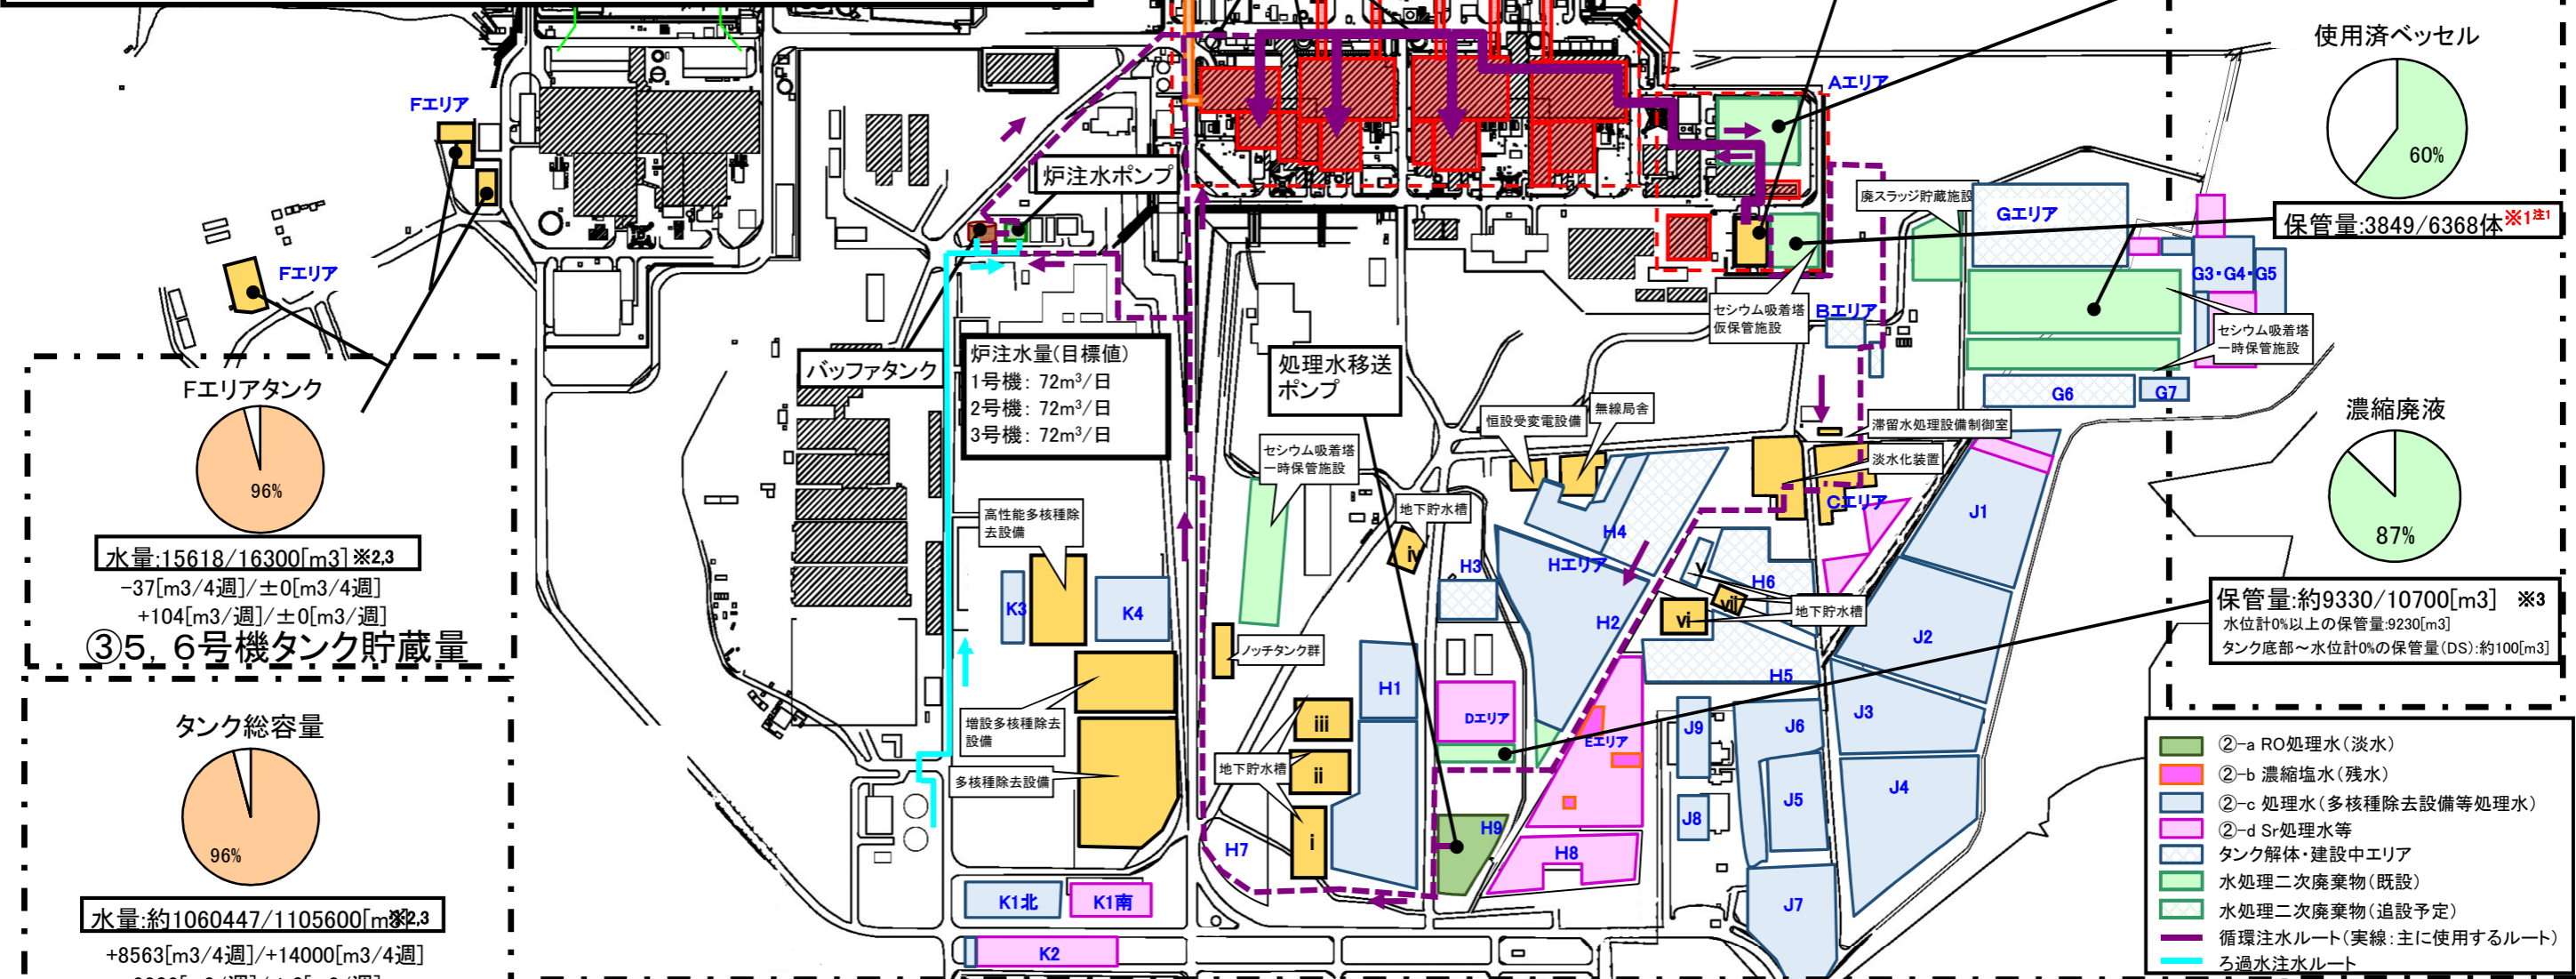 使用済ベッセル
60%
保管量:3849/6368体※1注1
Aエリア
Fエリア
炉注水ポンプ
廃スラッジ貯蔵施設
Gエリア
Fエリア
G3・G4・G5
セシウム吸着塔
仮保管施設
Bエリア
セシウム吸着塔
一時保管施設
バッファタンク
炉注水量(目標値)
1号機: 72m³/日
2号機: 72m³/日
3号機: 72m³/日
処理水移送
ポンプ
G6
G7
Fエリアタンク
96%
水量:15618/16300[m3]※2,3
-37[m3/4週]/±0[m3/4週]
+104[m3/週]/±0[m3/週]
③5, 6号機タンク貯蔵量
恒設受変電設備
無線局舎
滞留水処理設備制御室
淡水化装置
Cエリア
セシウム吸着塔
一時保管施設
地下貯水槽
高性能多核種除
去設備
濃縮廃液
87%
保管量:約9330/10700[m3] ※3
水位計0%以上の保管量:9230[m3]
タンク底部～水位計0%の保管量(DS):約100[m3]
H4
J1
iv
H3
Hエリア
v
H6
K3
K4
H2
vi
vii
地下貯水槽
J2
ノッチタンク群
H5
H1
増設多核種除去
設備
iii
Dエリア
Eエリア
J9
J6
J3
地下貯水槽
ii
多核種除去設備
J5
J4
i
H9
J8
H7
H8
K1北
K1南
J7
K2
タンク総容量
96%
水量:約1060447/1105600[m3]※2,3
+8563[m3/4週]/+14000[m3/4週]
②-a RO処理水(淡水)
②-b 濃縮塩水(残水)
②-c 処理水(多核種除去設備等処理水)
②-d Sr処理水等
タンク解体・建設中エリア
水処理二次廃棄物(既設)
水処理二次廃棄物(追設予定)
循環注水ルート(実線:主に使用するルート)
ろ過水注水ルート